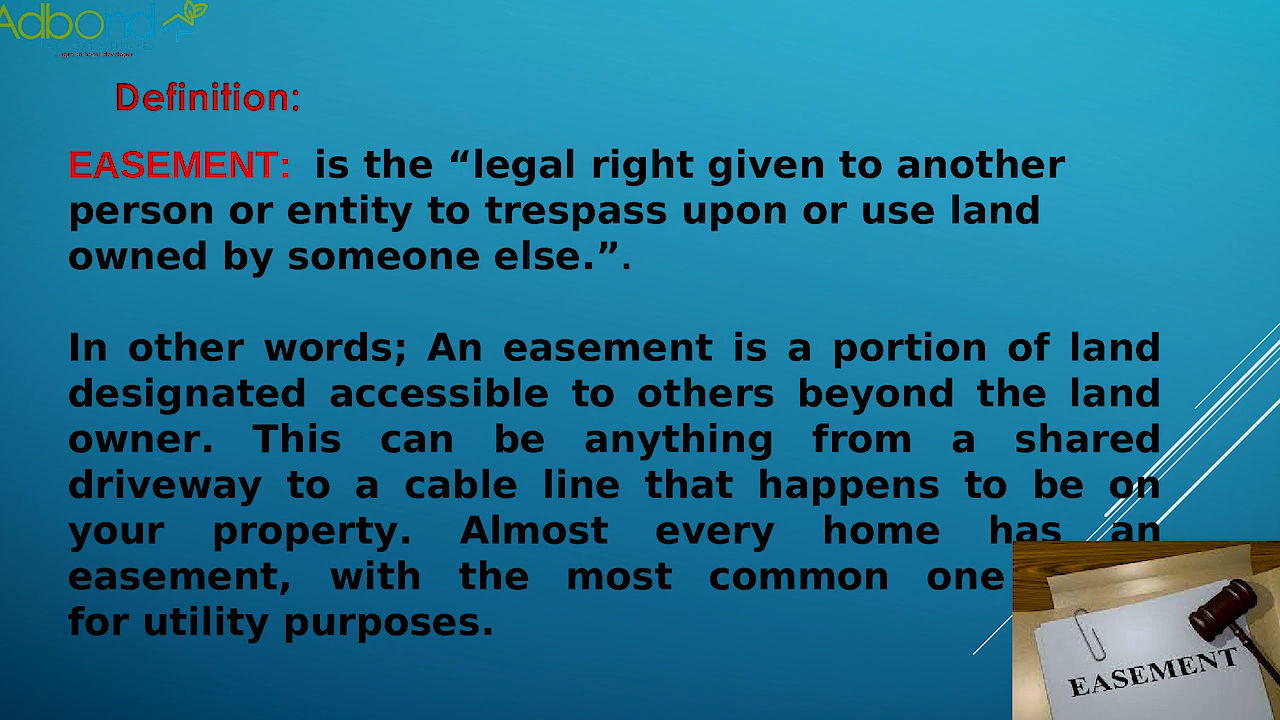 Adbond
Definition:
EASEMENT: is the “legal right given to another
person or entity to trespass upon or use land
owned by someone else.”.
In other words; An easement is a portion of land
designated accessible to others beyond the land
owner. This can be anything from a shared
driveway to a cable line that happens to be on
your property. Almost every home has an
easement, with the most common one
for utility purposes.
EASEMENT